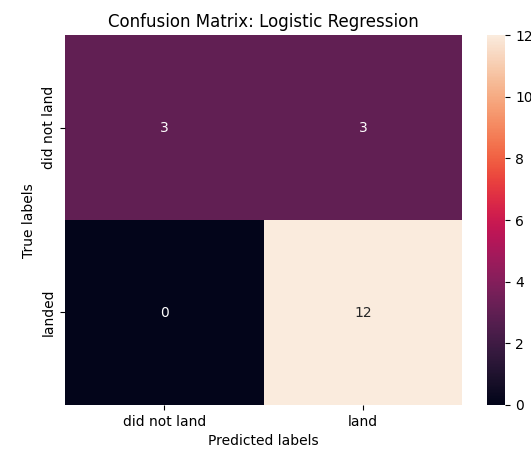 Confusion Matrix: Logistic Regression
True labels
did not land
landed
3 3
0 12
did not land land
Predicted labels
12
10
8
6
4
2
0